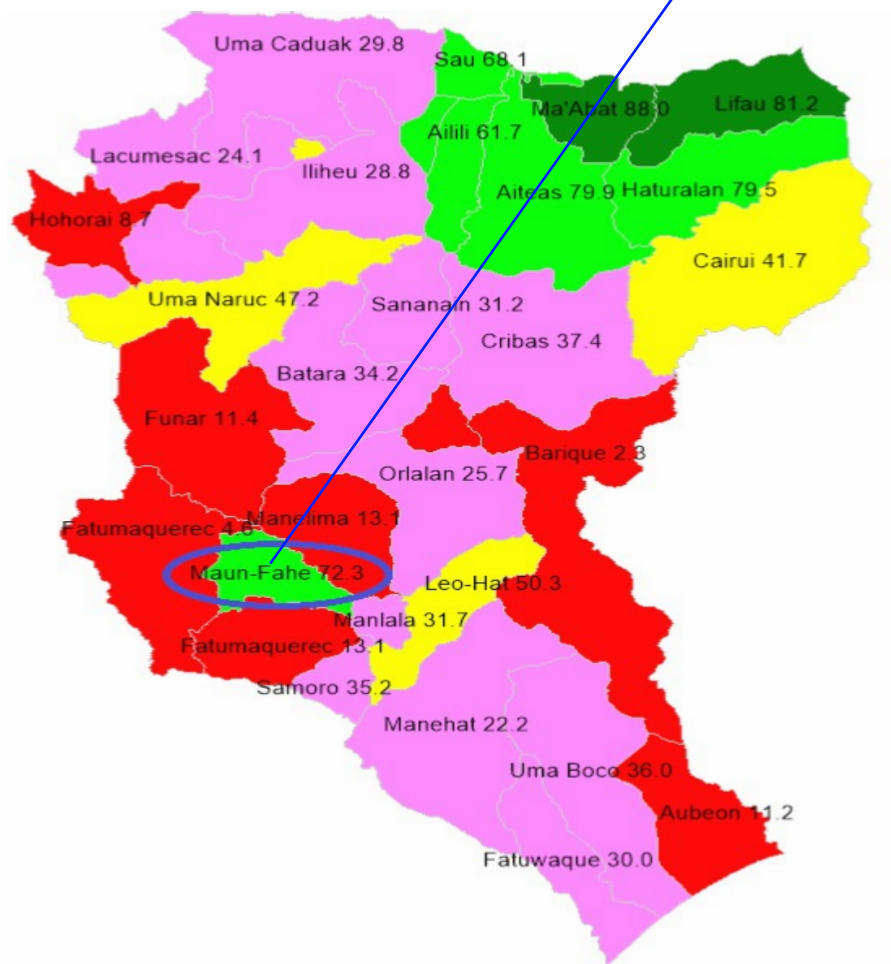 Uma Caduak 29.8
Sau 68.1
Ma'Abat 88.0
Lifau 81.2
Ailili 61.7
Lacumesac 24.1
Iliheu 28.8
Aiteas 79.9
Haturalan 79.5
Hohorai 8.7
Cairui 41.7
Uma Naruc 47.2
Sananain 31.2
Cribas 37.4
Batara 34.2
Funar 11.4
Barique 2.3
Orlalan 25.7
Fatumaquerec 4.6
Manelima 13.1
Maun-Fahe 72.3
Leo-Hat 50.3
Manlala 31.7
Fatumaquerec 13.1
Samoro 35.2
Manehat 22.2
Uma Boco 36.0
Aubeon 11.2
Fatuwaque 30.0